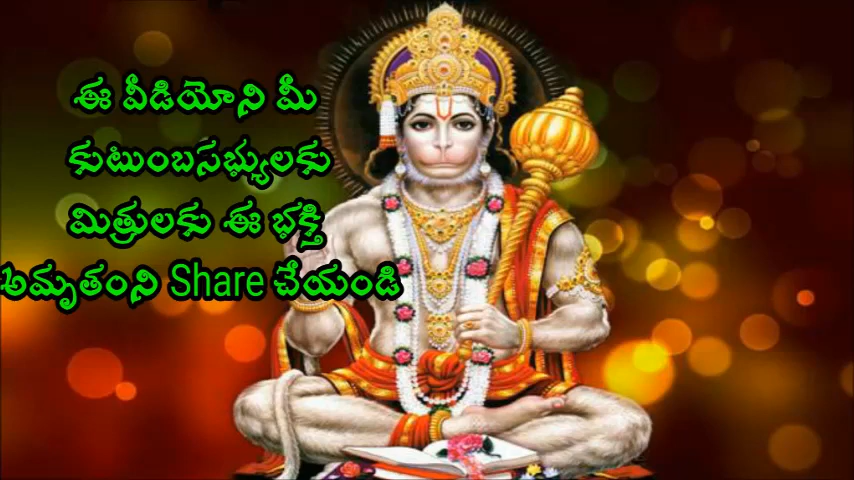 ఈ వీడియోని మీ
కుటుంబసభ్యులకు
మిత్రులకు ఈ భక్తి
అమృతంని Share చేయండి